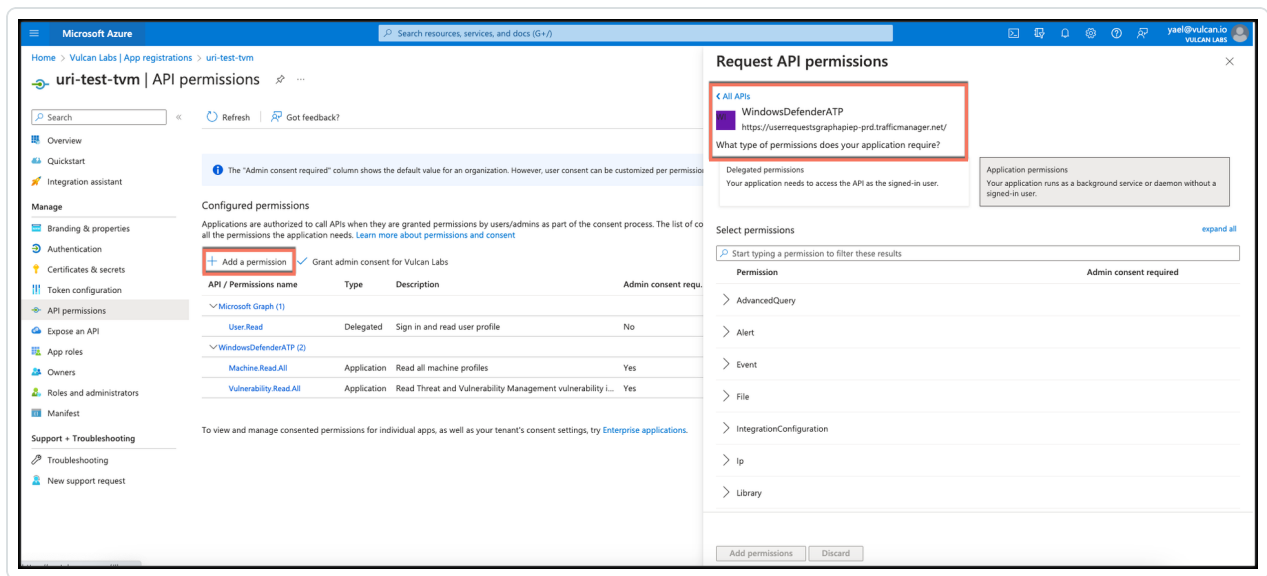 Microsoft Azure
Search resources, services, and docs (G+/)
yael@vulcan.io
VULCAN LABS
Home > Vulcan Labs | App registrations > uri-test-tvm
uri-test-tvm | API permissions
Search
Refresh
Got feedback?
Overview
Quickstart
Integration assistant
Manage
Branding & properties
Authentication
Certificates & secrets
Token configuration
API permissions
Expose an API
App roles
Owners
Roles and administrators
Manifest
Support + Troubleshooting
Troubleshooting
New support request
The "Admin consent required" column shows the default value for an organization. However, user consent can be customized per permission
Configured permissions
Applications are authorized to call APIs when they are granted permissions by users/admins as part of the consent process. The list of co
all the permissions the application needs. Learn more about permissions and consent
Add a permission
Grant admin consent for Vulcan Labs
API / Permissions name Type Description Admin consent requ.
Microsoft Graph (1)
User.Read Delegated Sign in and read user profile No
WindowsDefenderATP (2)
Machine.Read.All Application Read all machine profiles Yes
Vulnerability.Read.All Application Read Threat and Vulnerability Management vulnerability i... Yes
To view and manage consented permissions for individual apps, as well as your tenant's consent settings, try Enterprise applications.
Request API permissions
All APIs
WindowsDefenderATP
https://userrequestsgraphapiep-prd.trafficmanager.net/
What type of permissions does your application require?
Delegated permissions
Your application needs to access the API as the signed-in user.
Application permissions
Your application runs as a background service or daemon without a
signed-in user.
Select permissions
expand all
Start typing a permission to filter these results
Permission Admin consent required
AdvancedQuery
Alert
Event
File
IntegrationConfiguration
Ip
Library
Add permissions
Discard